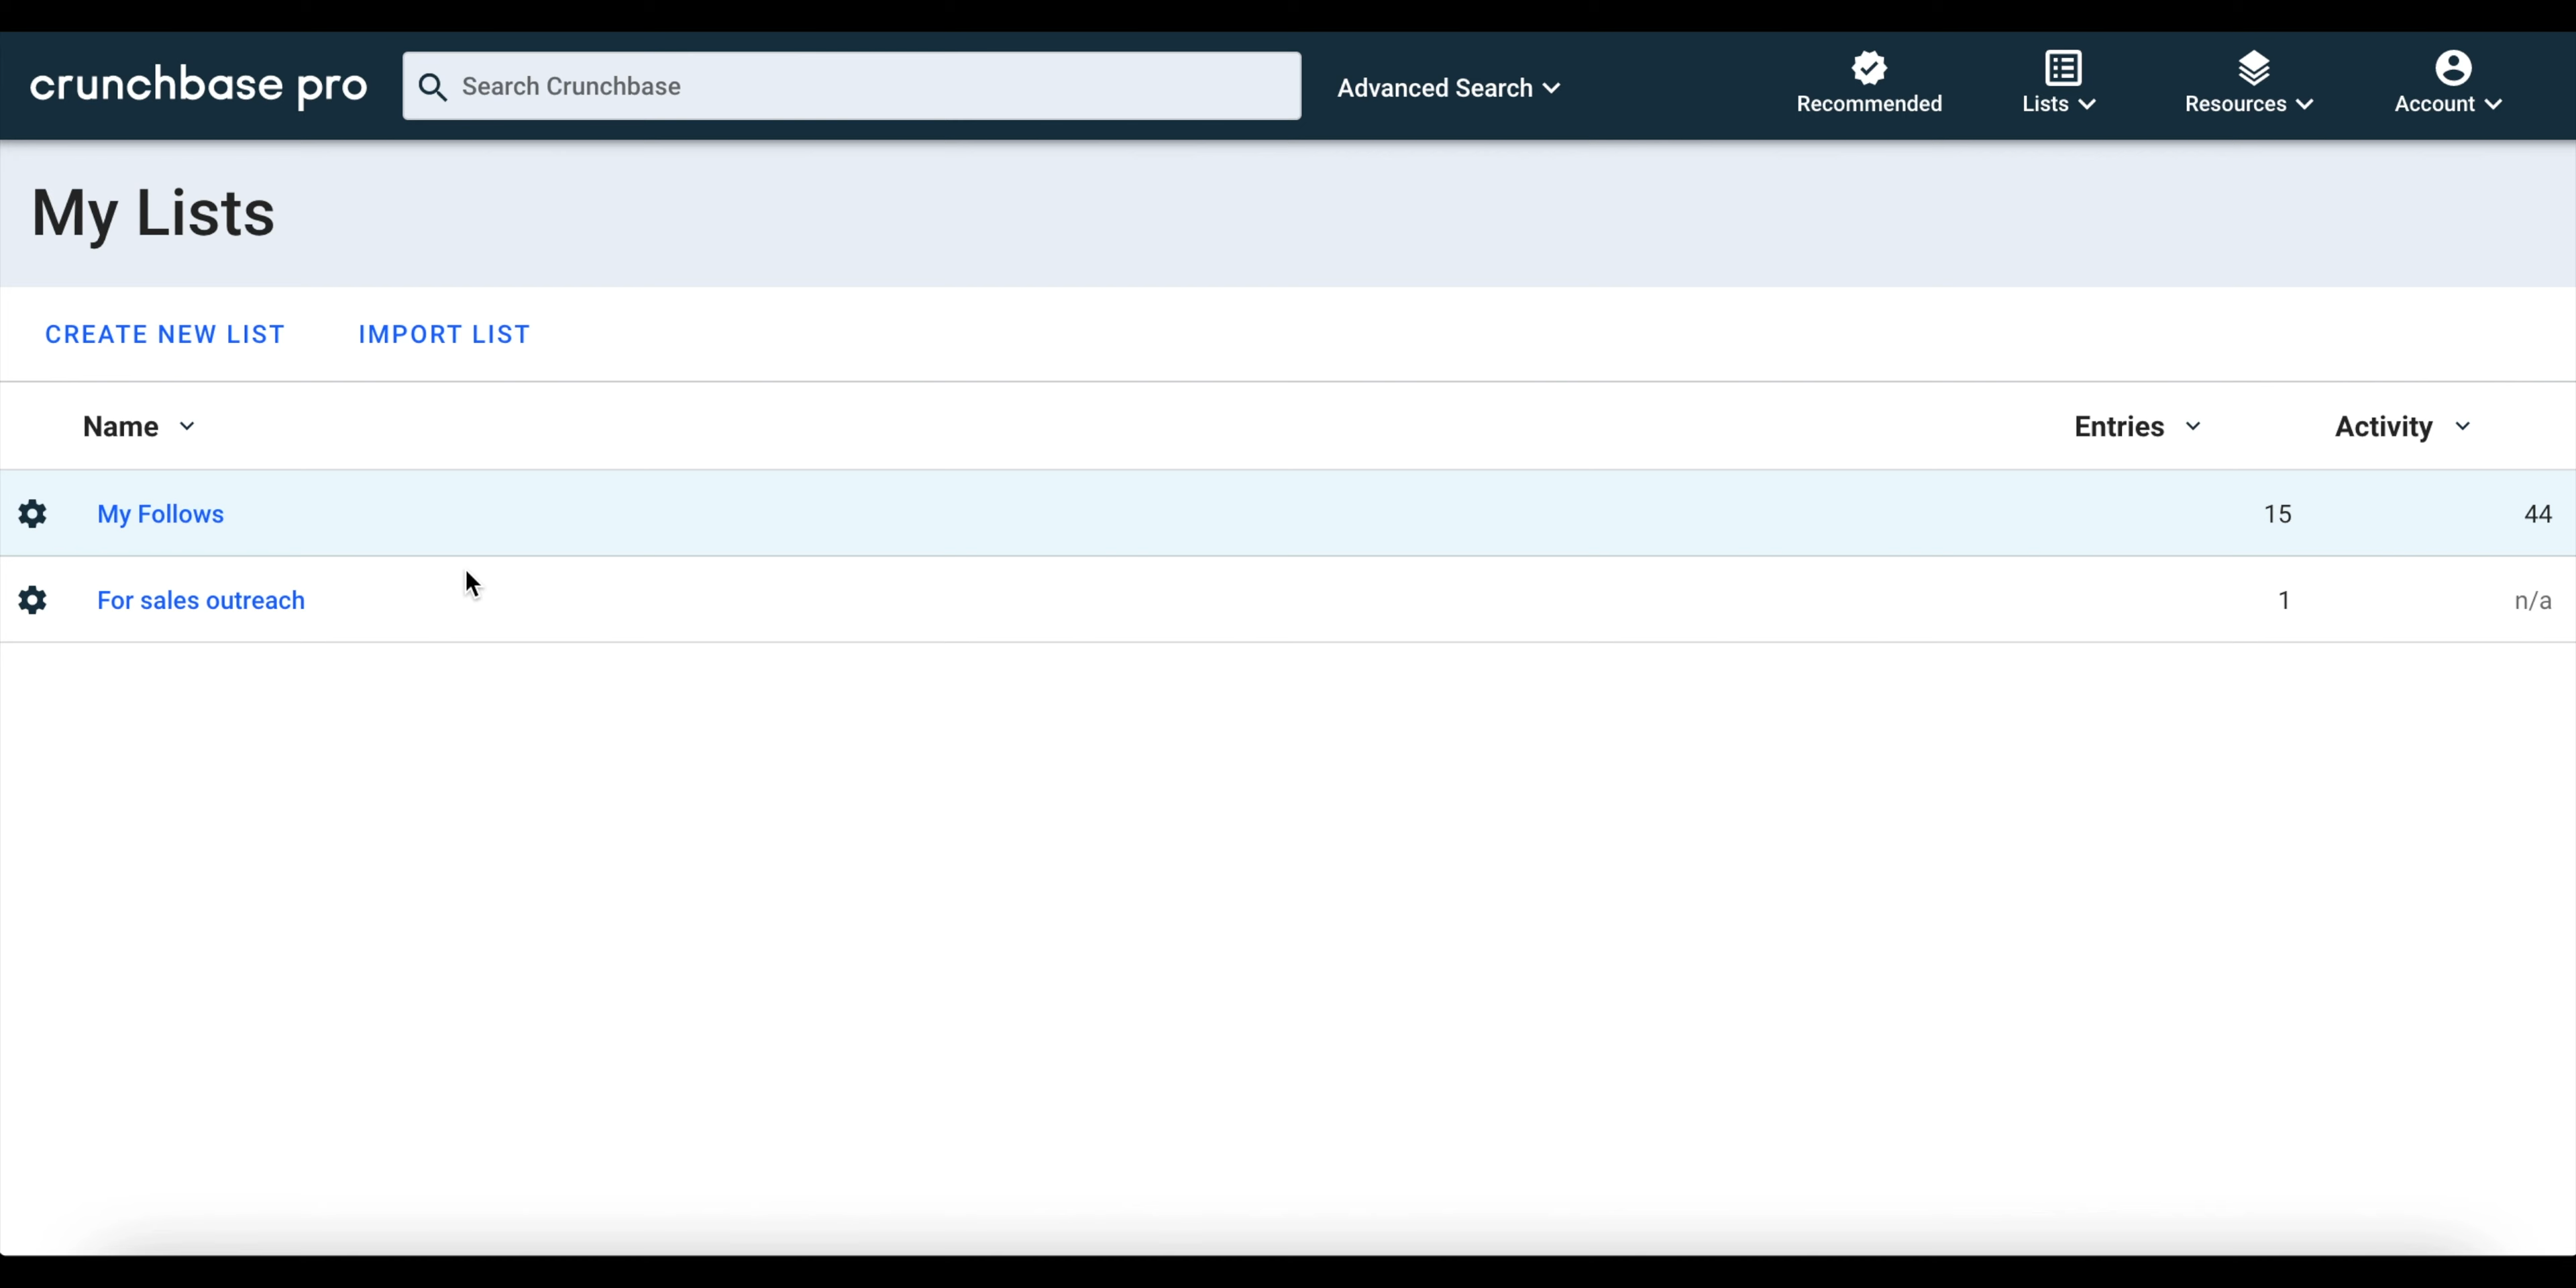 crunchbase pro
Search Crunchbase
Advanced Search
Recommended
Lists
Resources
Account
My Lists
CREATE NEW LIST IMPORT LIST
Name Entries Activity
My Follows 15 44
For sales outreach 1 n/a